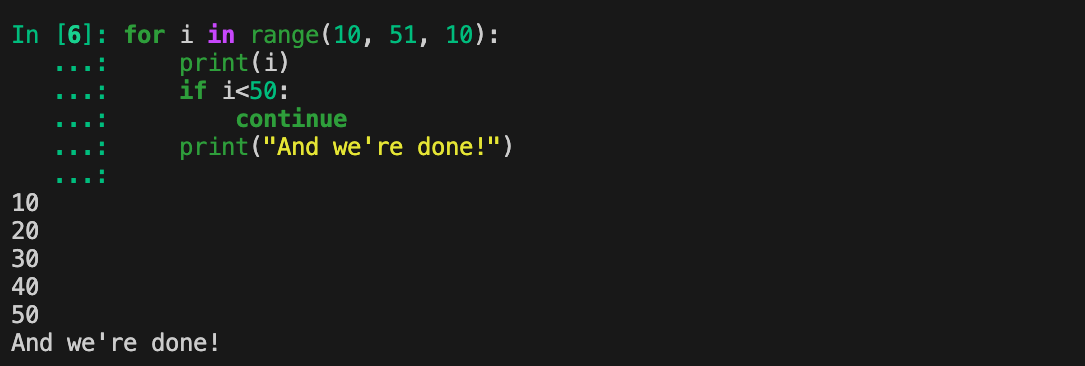 In [6]: for i in range(10, 51, 10):
   ...:     print(i)
   ...:     if i<50:
   ...:         continue
   ...:     print("And we're done!")
   ...:
10
20
30
40
50
And we're done!